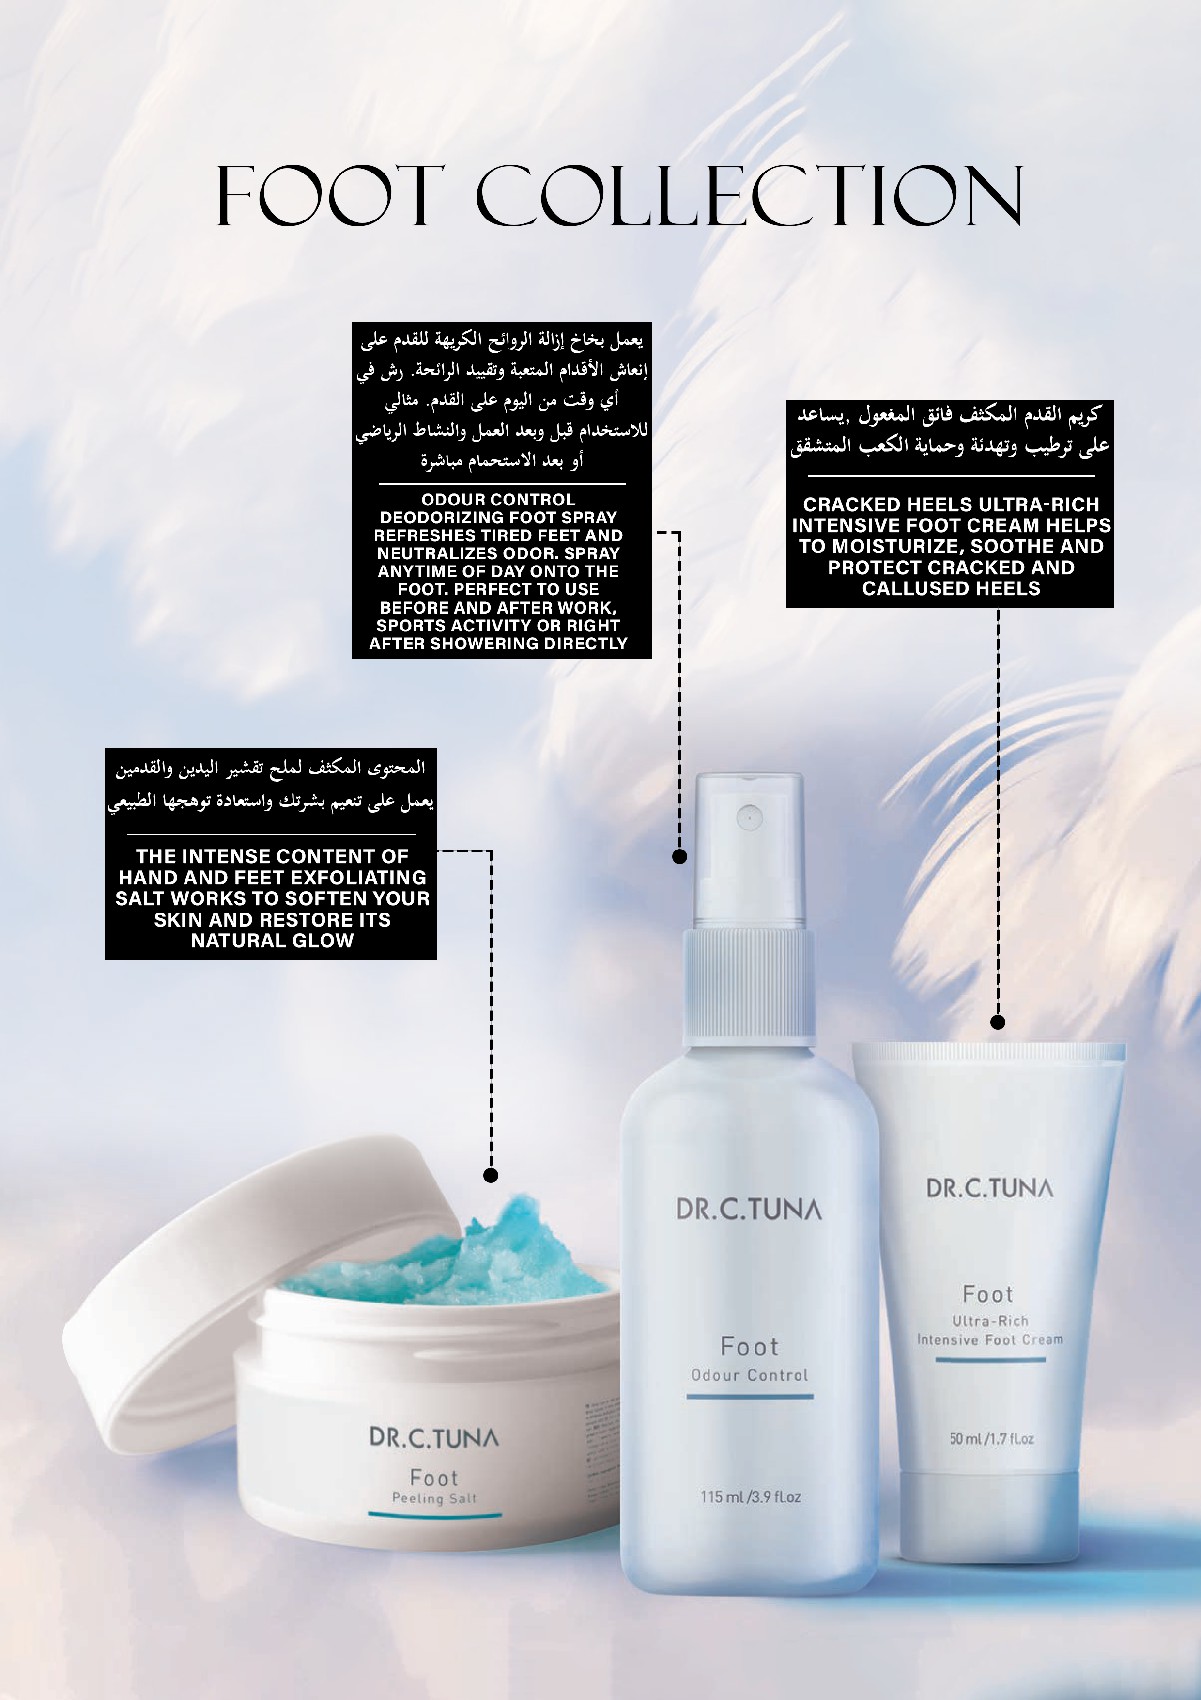 FOOT COLLECTION
يعمل بخاخ إزالة الروائح الكريهة للقدم على
إنعاش الأقدام المتعبة وتقييد الرائحة. رش في
أي وقت من اليوم على القدم. مثالي
للاستخدام قبل وبعد العمل والنشاط الرياضي
أو بعد الاستحمام مباشرة
ODOUR CONTROL
DEODORIZING FOOT SPRAY
REFRESHES TIRED FEET AND
NEUTRALIZES ODOR. SPRAY
ANYTIME OF DAY ONTO THE
FOOT. PERFECT TO USE
BEFORE AND AFTER WORK,
SPORTS ACTIVITY OR RIGHT
AFTER SHOWERING DIRECTLY
كريم القدم المكثف فائق المغعول ,يساعد
على ترطيب وتهدئة وحماية الكعب المتشقق
CRACKED HEELS ULTRA-RICH
INTENSIVE FOOT CREAM HELPS
TO MOISTURIZE, SOOTHE AND
PROTECT CRACKED AND
CALLUSED HEELS
المحتوى المكثف لملح تقشير اليدين والقدمين
يعمل على تنعيم بشرتك واستعادة توهجها الطبيعي
THE INTENSE CONTENT OF
HAND AND FEET EXFOLIATING
SALT WORKS TO SOFTEN YOUR
SKIN AND RESTORE ITS
NATURAL GLOW
DR.C.TUNA
Foot
Peeling Salt
DR.C.TUNA
Foot
Odour Control
115 ml /3.9 fl.oz
DR.C.TUNA
Foot
Ultra-Rich
Intensive Foot Cream
50 ml /1.7 fl.oz